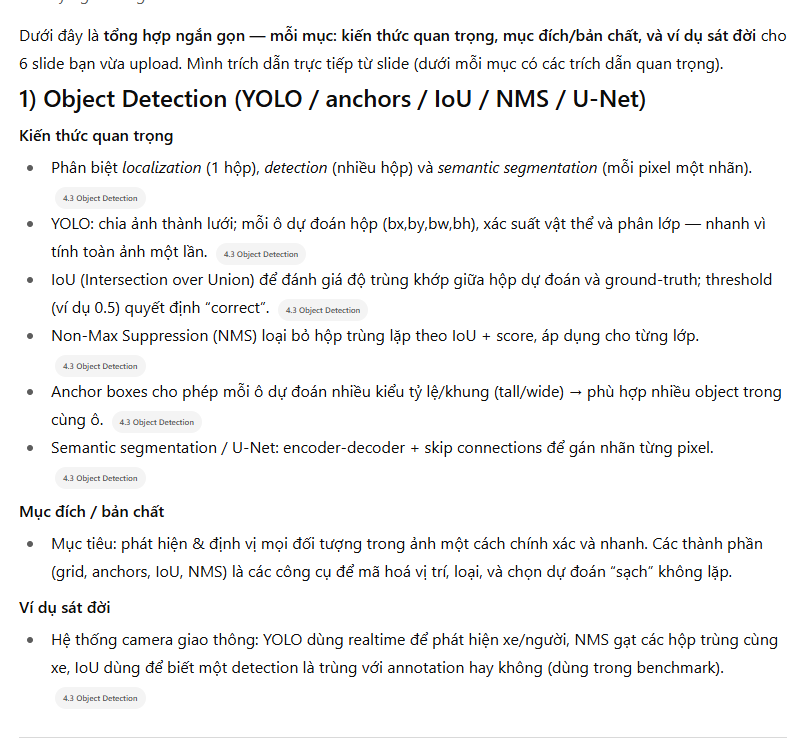 Dưới đây là tổng hợp ngắn gọn — mỗi mục: kiến thức quan trọng, mục đích/bản chất, và ví dụ sát đời cho
6 slide bạn vừa upload. Mình trích dẫn trực tiếp từ slide (dưới mỗi mục có các trích dẫn quan trọng).
1) Object Detection (YOLO / anchors / IoU / NMS / U-Net)
Kiến thức quan trọng
• Phân biệt localization (1 hộp), detection (nhiều hộp) và semantic segmentation (mỗi pixel một nhãn).
4.3 Object Detection
• YOLO: chia ảnh thành lưới; mỗi ô dự đoán hộp (bx,by,bw,bh), xác suất vật thể và phân lớp — nhanh vì
tính toàn ảnh một lần. 4.3 Object Detection
• IoU (Intersection over Union) để đánh giá độ trùng khớp giữa hộp dự đoán và ground-truth; threshold
(ví dụ 0.5) quyết định “correct”. 4.3 Object Detection
• Non-Max Suppression (NMS) loại bỏ hộp trùng lặp theo IoU + score, áp dụng cho từng lớp.
4.3 Object Detection
• Anchor boxes cho phép mỗi ô dự đoán nhiều kiểu tỷ lệ/khung (tall/wide) → phù hợp nhiều object trong
cùng ô. 4.3 Object Detection
• Semantic segmentation / U-Net: encoder-decoder + skip connections để gán nhãn từng pixel.
4.3 Object Detection
Mục đích / bản chất
• Mục tiêu: phát hiện & định vị mọi đối tượng trong ảnh một cách chính xác và nhanh. Các thành phần
(grid, anchors, IoU, NMS) là các công cụ để mã hoá vị trí, loại, và chọn dự đoán “sạch” không lặp.
Ví dụ sát đời
• Hệ thống camera giao thông: YOLO dùng realtime để phát hiện xe/người, NMS gạt các hộp trùng cùng
xe, IoU dùng để biết một detection là trùng với annotation hay không (dùng trong benchmark).
4.3 Object Detection